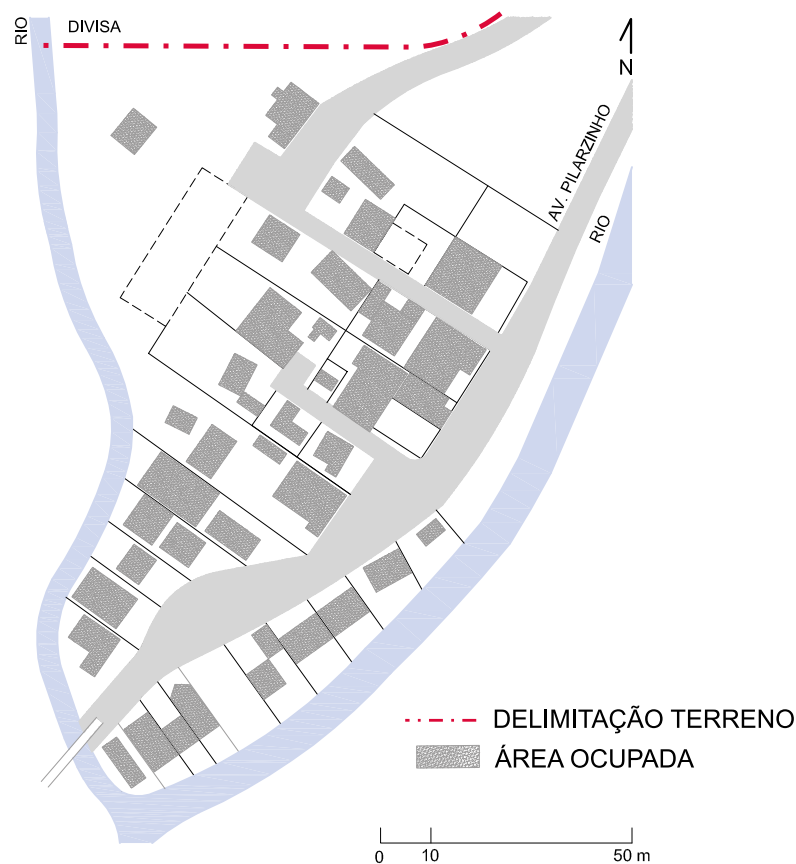 RIO
DIVISA
N
AV. PILARZINHO
RIO
DELIMITAÇÃO TERRENO
ÁREA OCUPADA
0 10 50 m